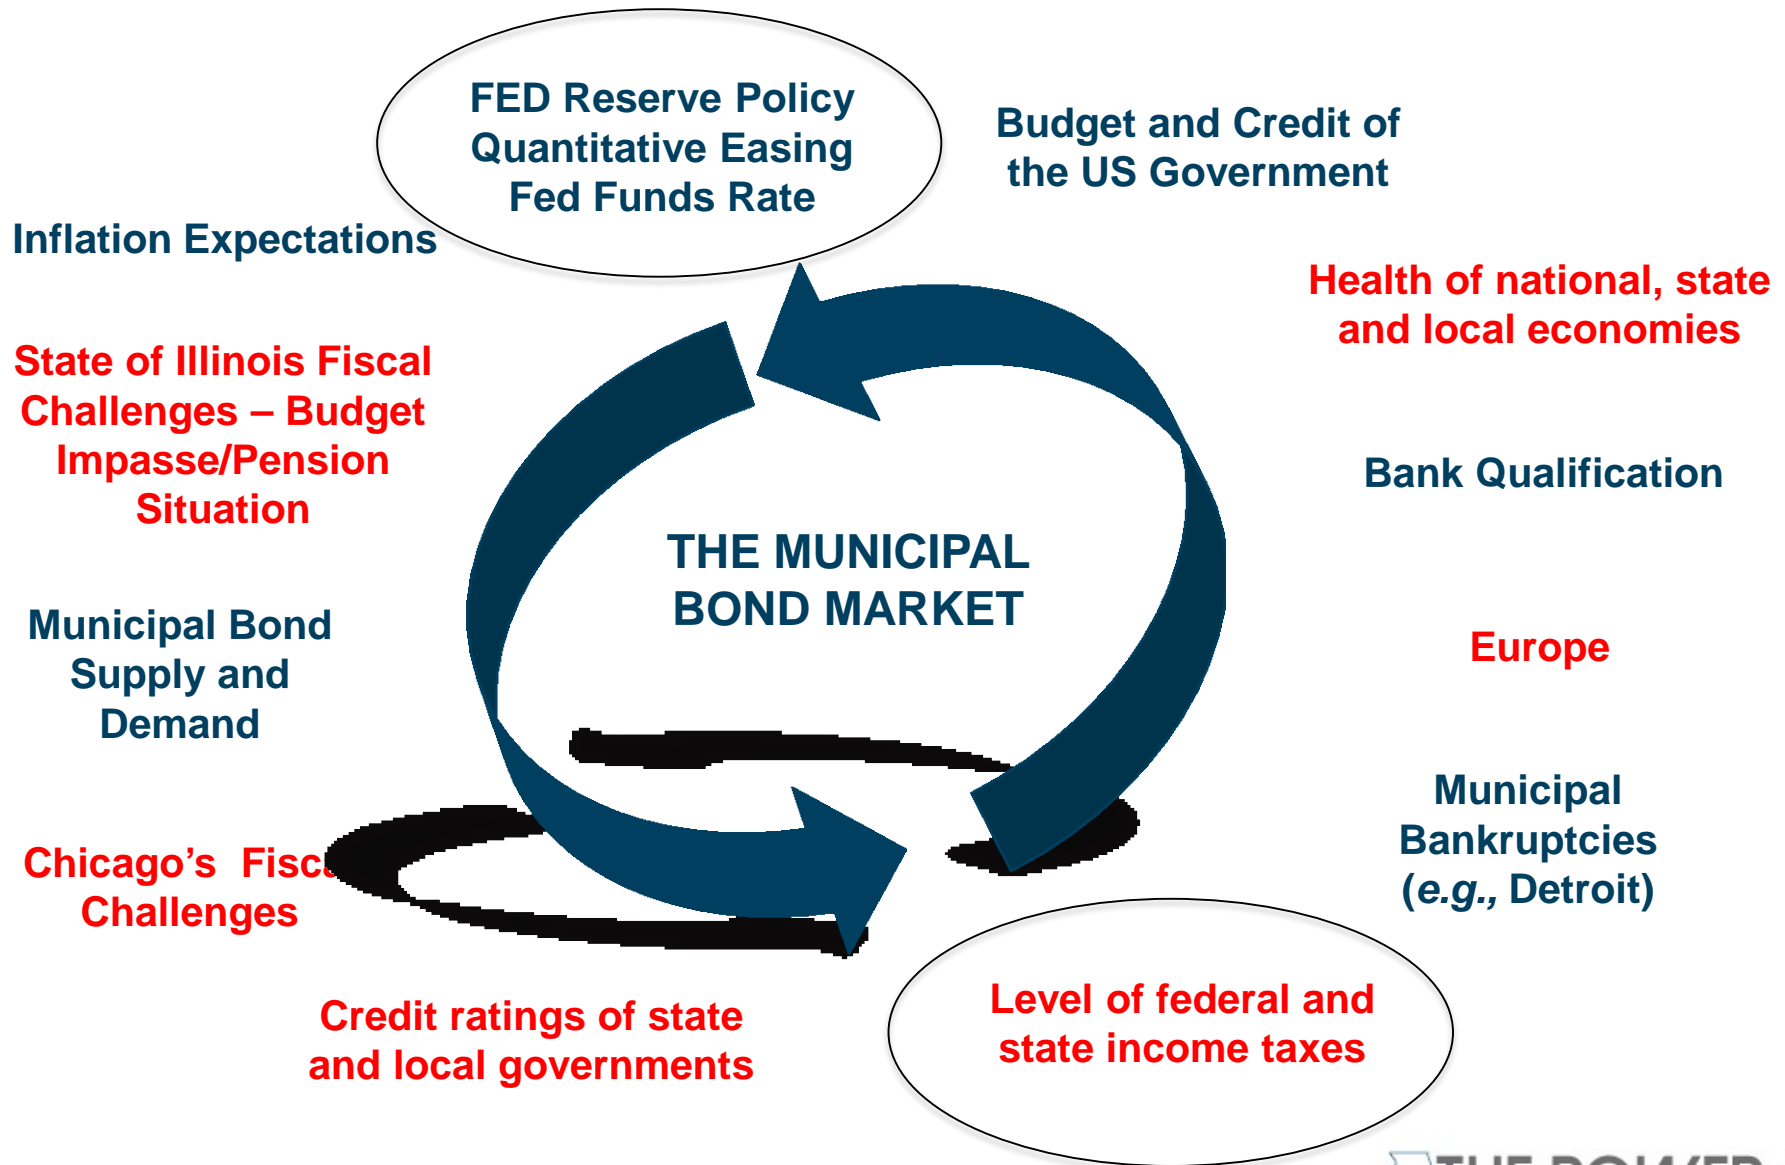 FED Reserve Policy
Quantitative Easing
Fed Funds Rate
Budget and Credit of
the US Government
Inflation Expectations
Health of national, state
and local economies
State of Illinois Fiscal
Challenges – Budget
Impasse/Pension
Situation
Bank Qualification
THE MUNICIPAL
BOND MARKET
Municipal Bond
Supply and
Demand
Europe
Municipal
Bankruptcies
(e.g., Detroit)
Chicago's Fisc
Challenges
Level of federal and
state income taxes
Credit ratings of state
and local governments
THE POWER